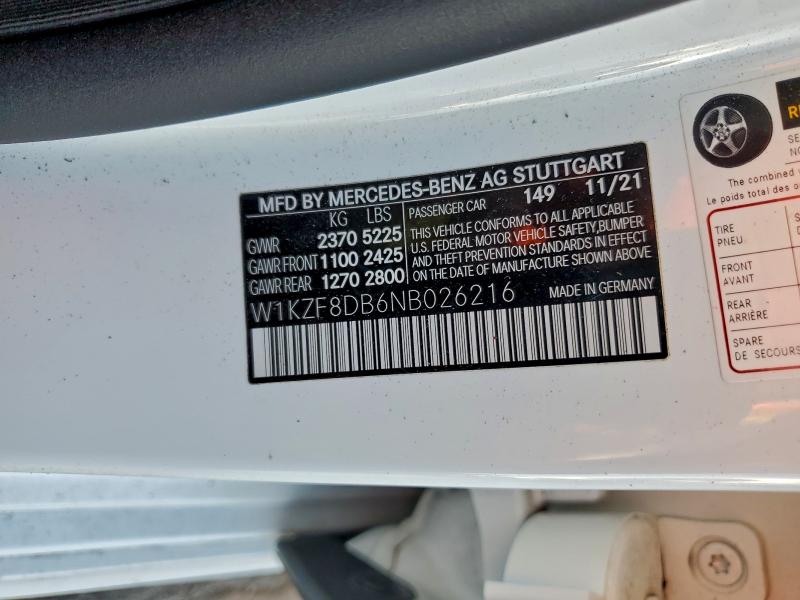 MFD BY MERCEDES-BENZ AG STUTTGART
KG LBS
GVWR 2370 5225
GAWR FRONT 1100 2425
GAWR REAR 1270 2800
PASSENGER CAR 149 11/21
THIS VEHICLE CONFORMS TO ALL APPLICABLE
U.S. FEDERAL MOTOR VEHICLE SAFETY, BUMPER
AND THEFT PREVENTION STANDARDS IN EFFECT
ON THE DATE OF MANUFACTURE SHOWN ABOVE
W1KZF8DB6NB026216
MADE IN GERMANY
The combined
Le poids total des
TIRE
PNEU
FRONT
AVANT
REAR
ARRIÈRE
SPARE
DE SECOURS